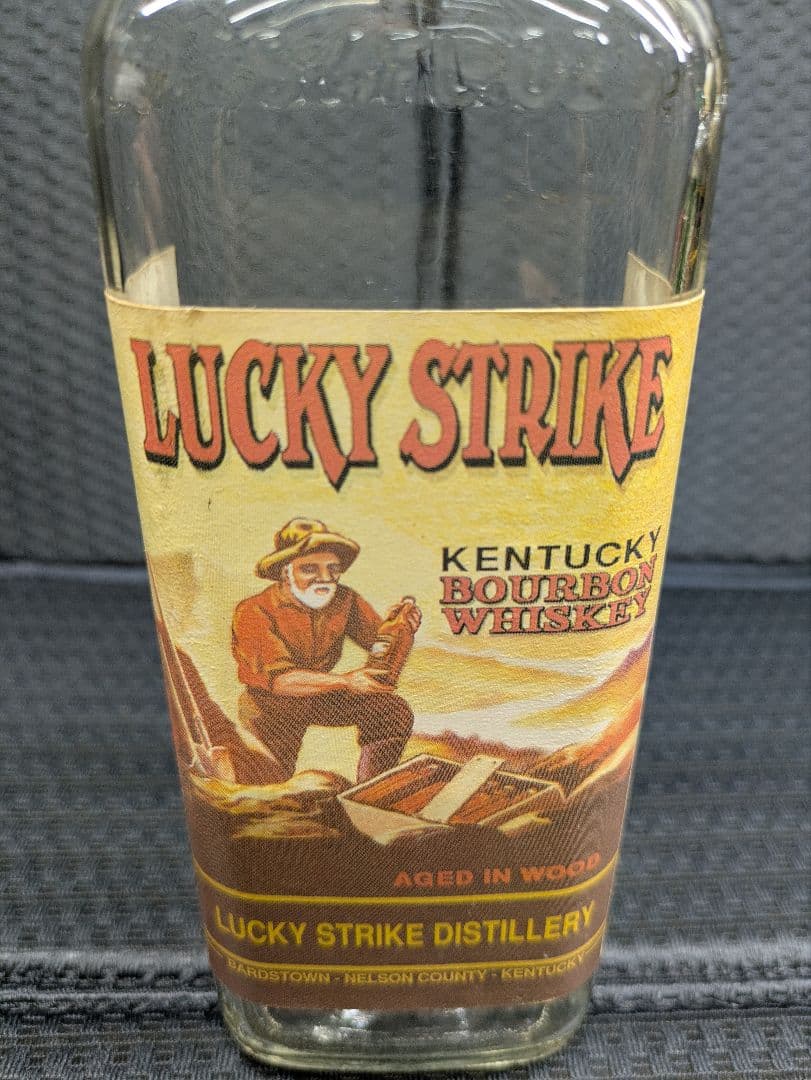 LUCKY STRIKE
KENTUCKY
BOURBON
WHISKEY
AGED IN WOOD
LUCKY STRIKE DISTILLERY
BARDSTOWN - NELSON COUNTY - KENTUCKY